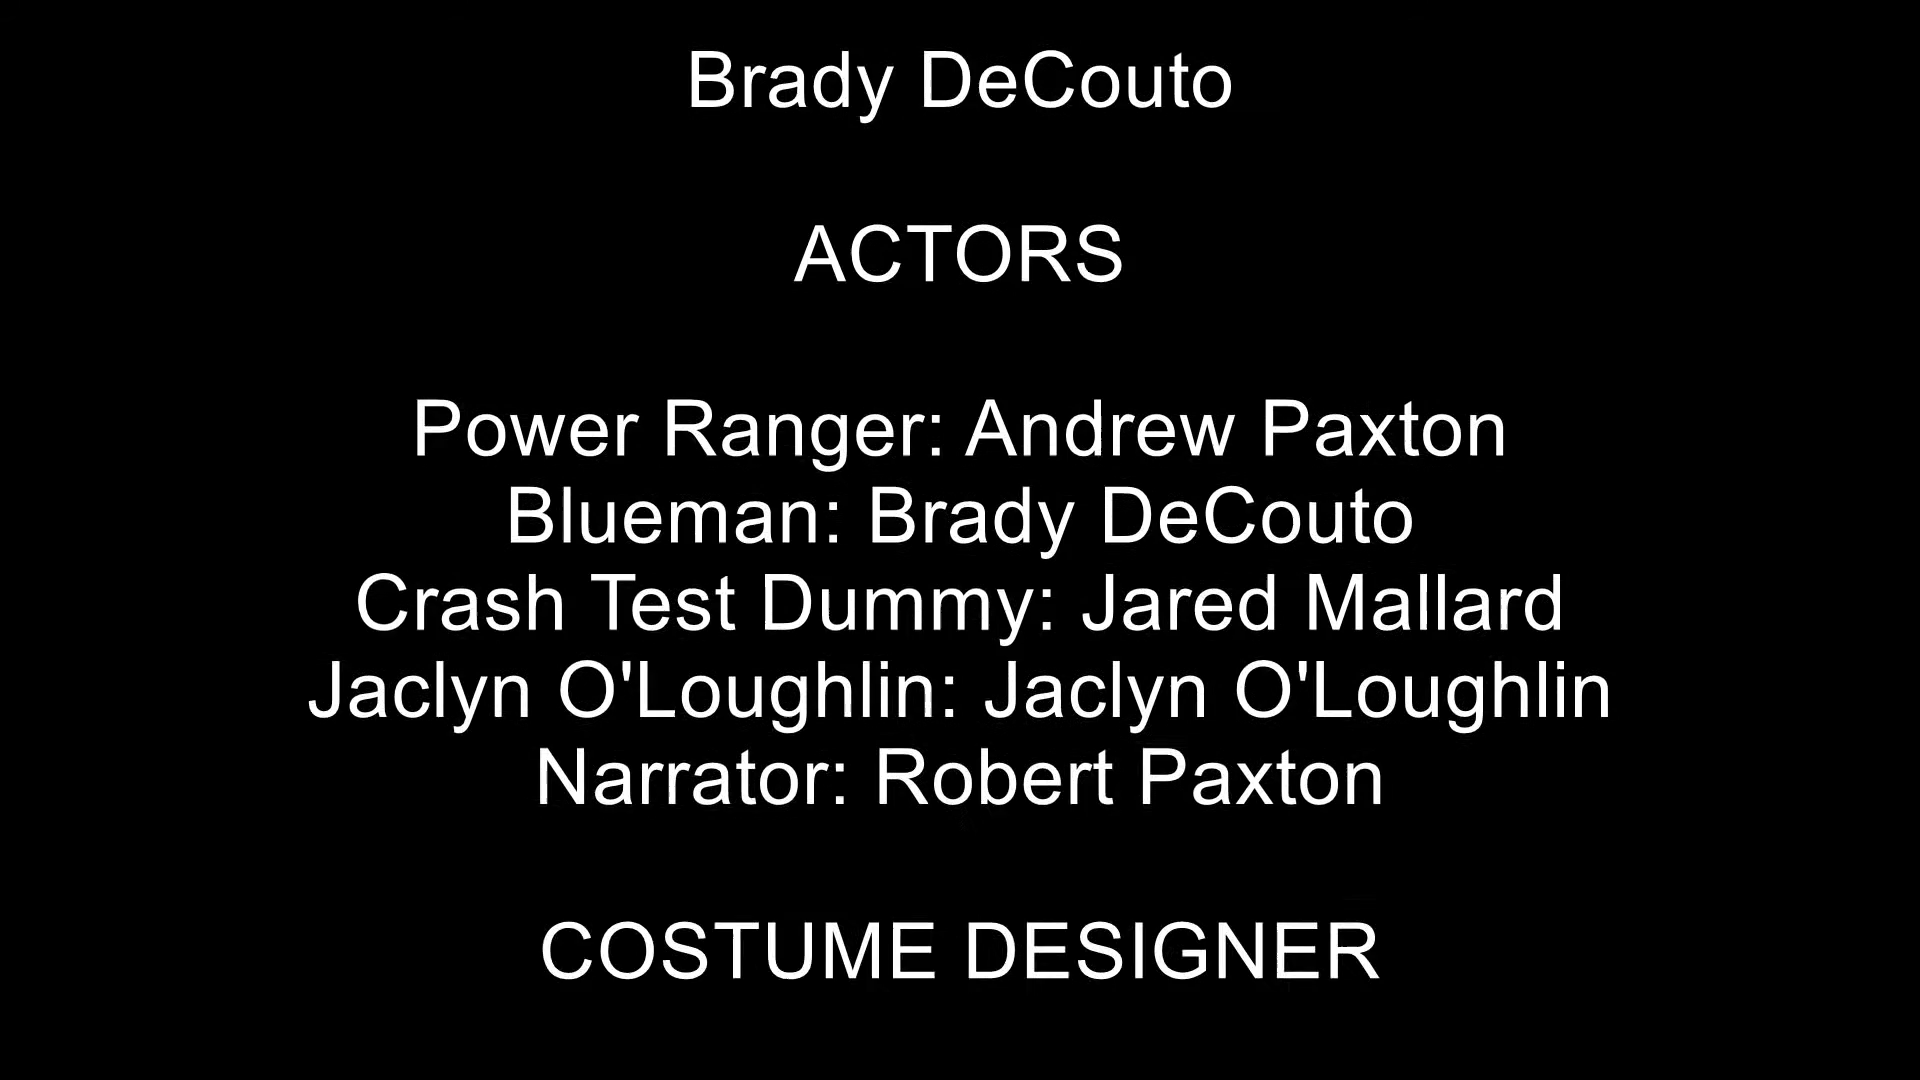 Brady DeCouto
ACTORS
Power Ranger: Andrew Paxton
Blueman: Brady DeCouto
Crash Test Dummy: Jared Mallard
Jaclyn O'Loughlin: Jaclyn O'Loughlin
Narrator: Robert Paxton
COSTUME DESIGNER